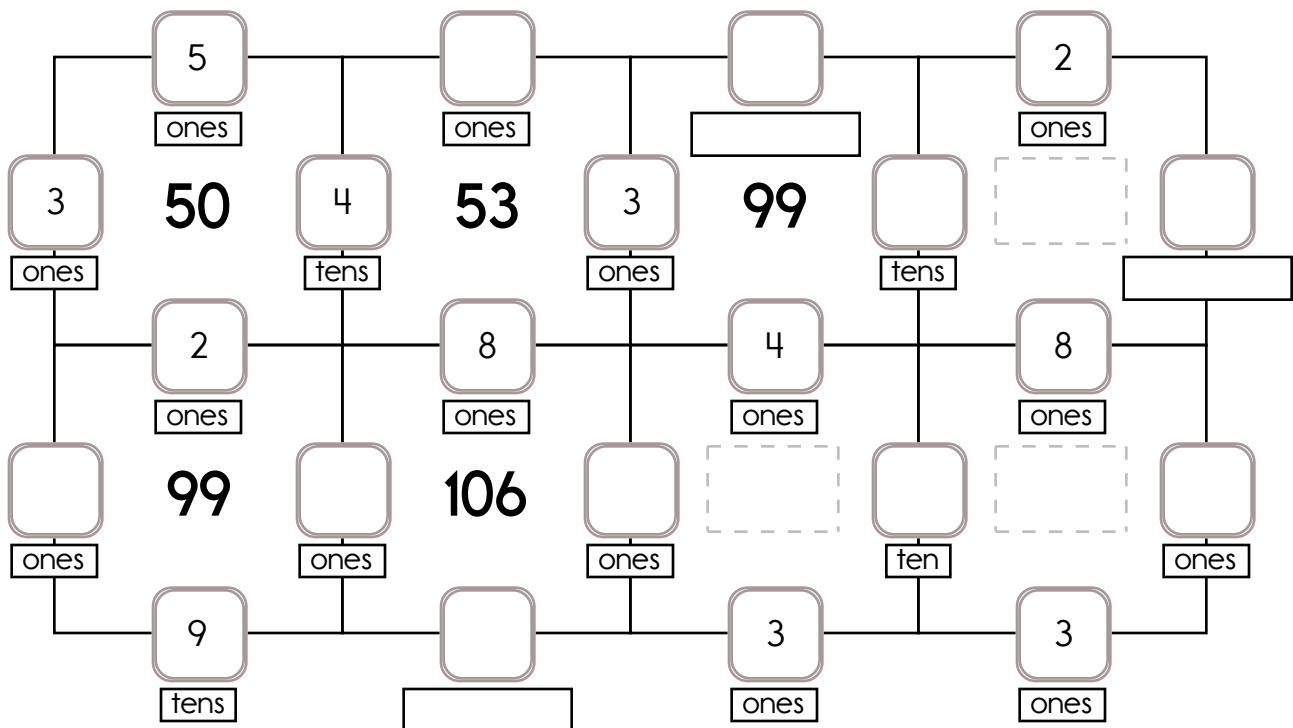 5 2
ones ones ones
3 50 4 53 3 99
ones tens ones tens
2 8 4 8
ones ones ones ones
99 106
ones ones ones ten ones
9 3 3
tens ones ones